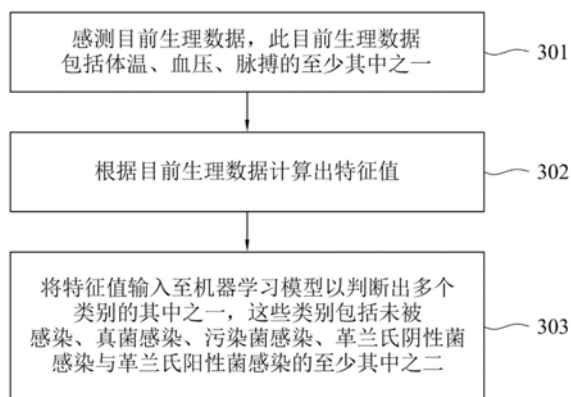 感测目前生理数据，此目前生理数据
包括体温、血压、脉搏的至少其中之一
301
根据目前生理数据计算出特征值
302
将特征值输入至机器学习模型以判断出多个
类别的其中之一，这些类别包括未被
感染、真菌感染、污染菌感染、革兰氏阴性菌
感染与革兰氏阳性菌感染的至少其中之二
303